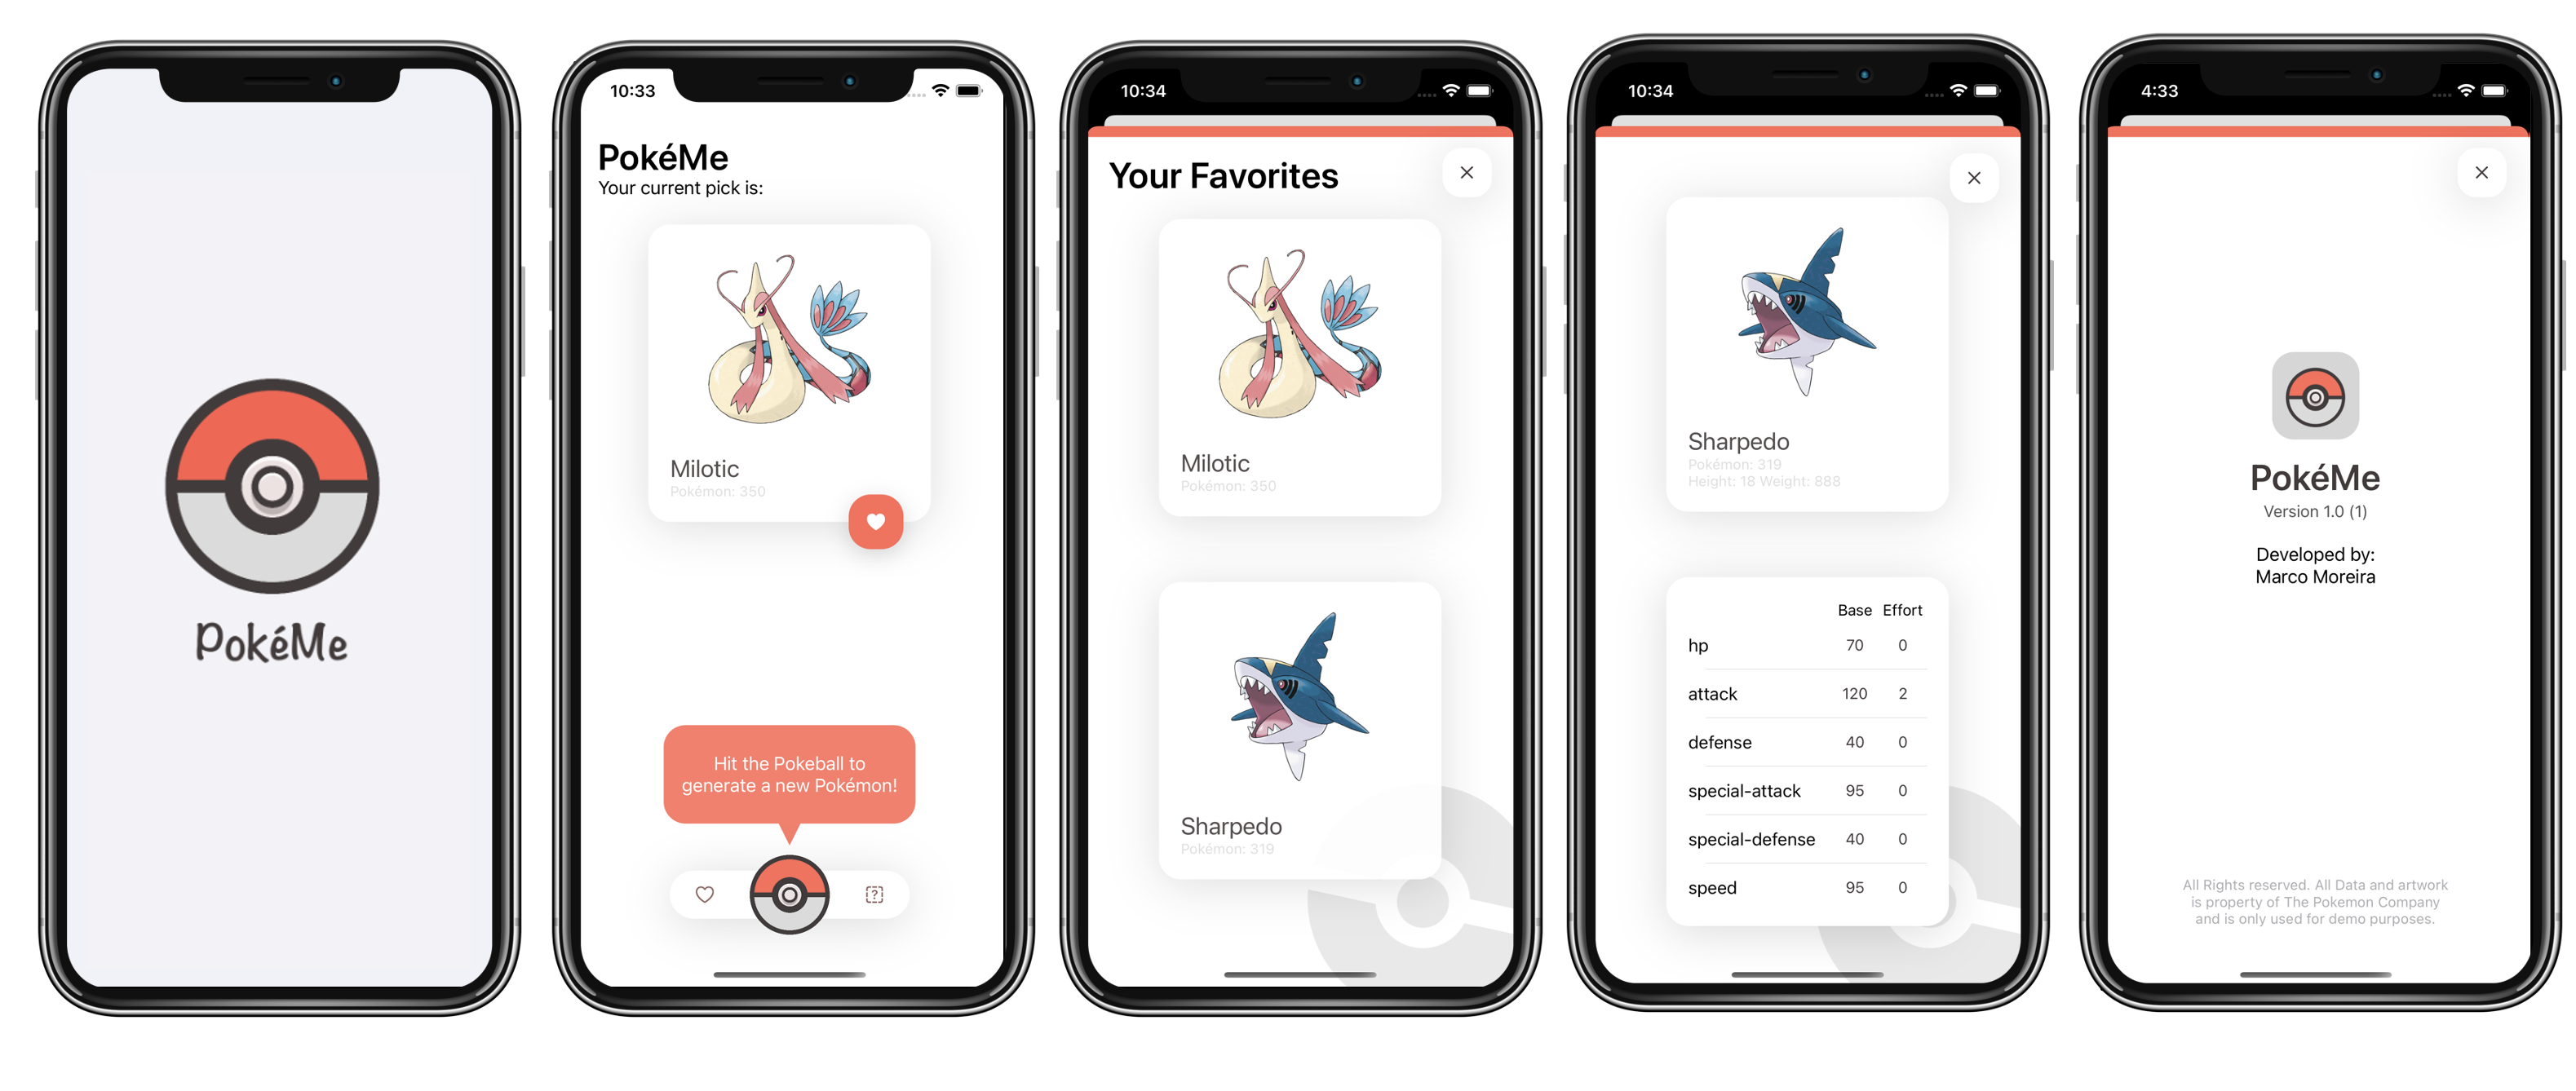 PokéMe
10:33
PokéMe
Your current pick is:
Milotic
Pokémon: 350
Hit the Pokeball to
generate a new Pokémon!
?
10:34
Your Favorites
Milotic
Pokémon: 350
Sharpedo
Pokémon: 319
10:34
Sharpedo
Pokémon: 319
Height: 18 Weight: 888
Base Effort
hp 70 0
attack 120 2
defense 40 0
special-attack 95 0
special-defense 40 0
speed 95 0
4:33
PokéMe
Version 1.0 (1)
Developed by:
Marco Moreira
All Rights reserved. All Data and artwork
is property of The Pokemon Company
and is only used for demo purposes.